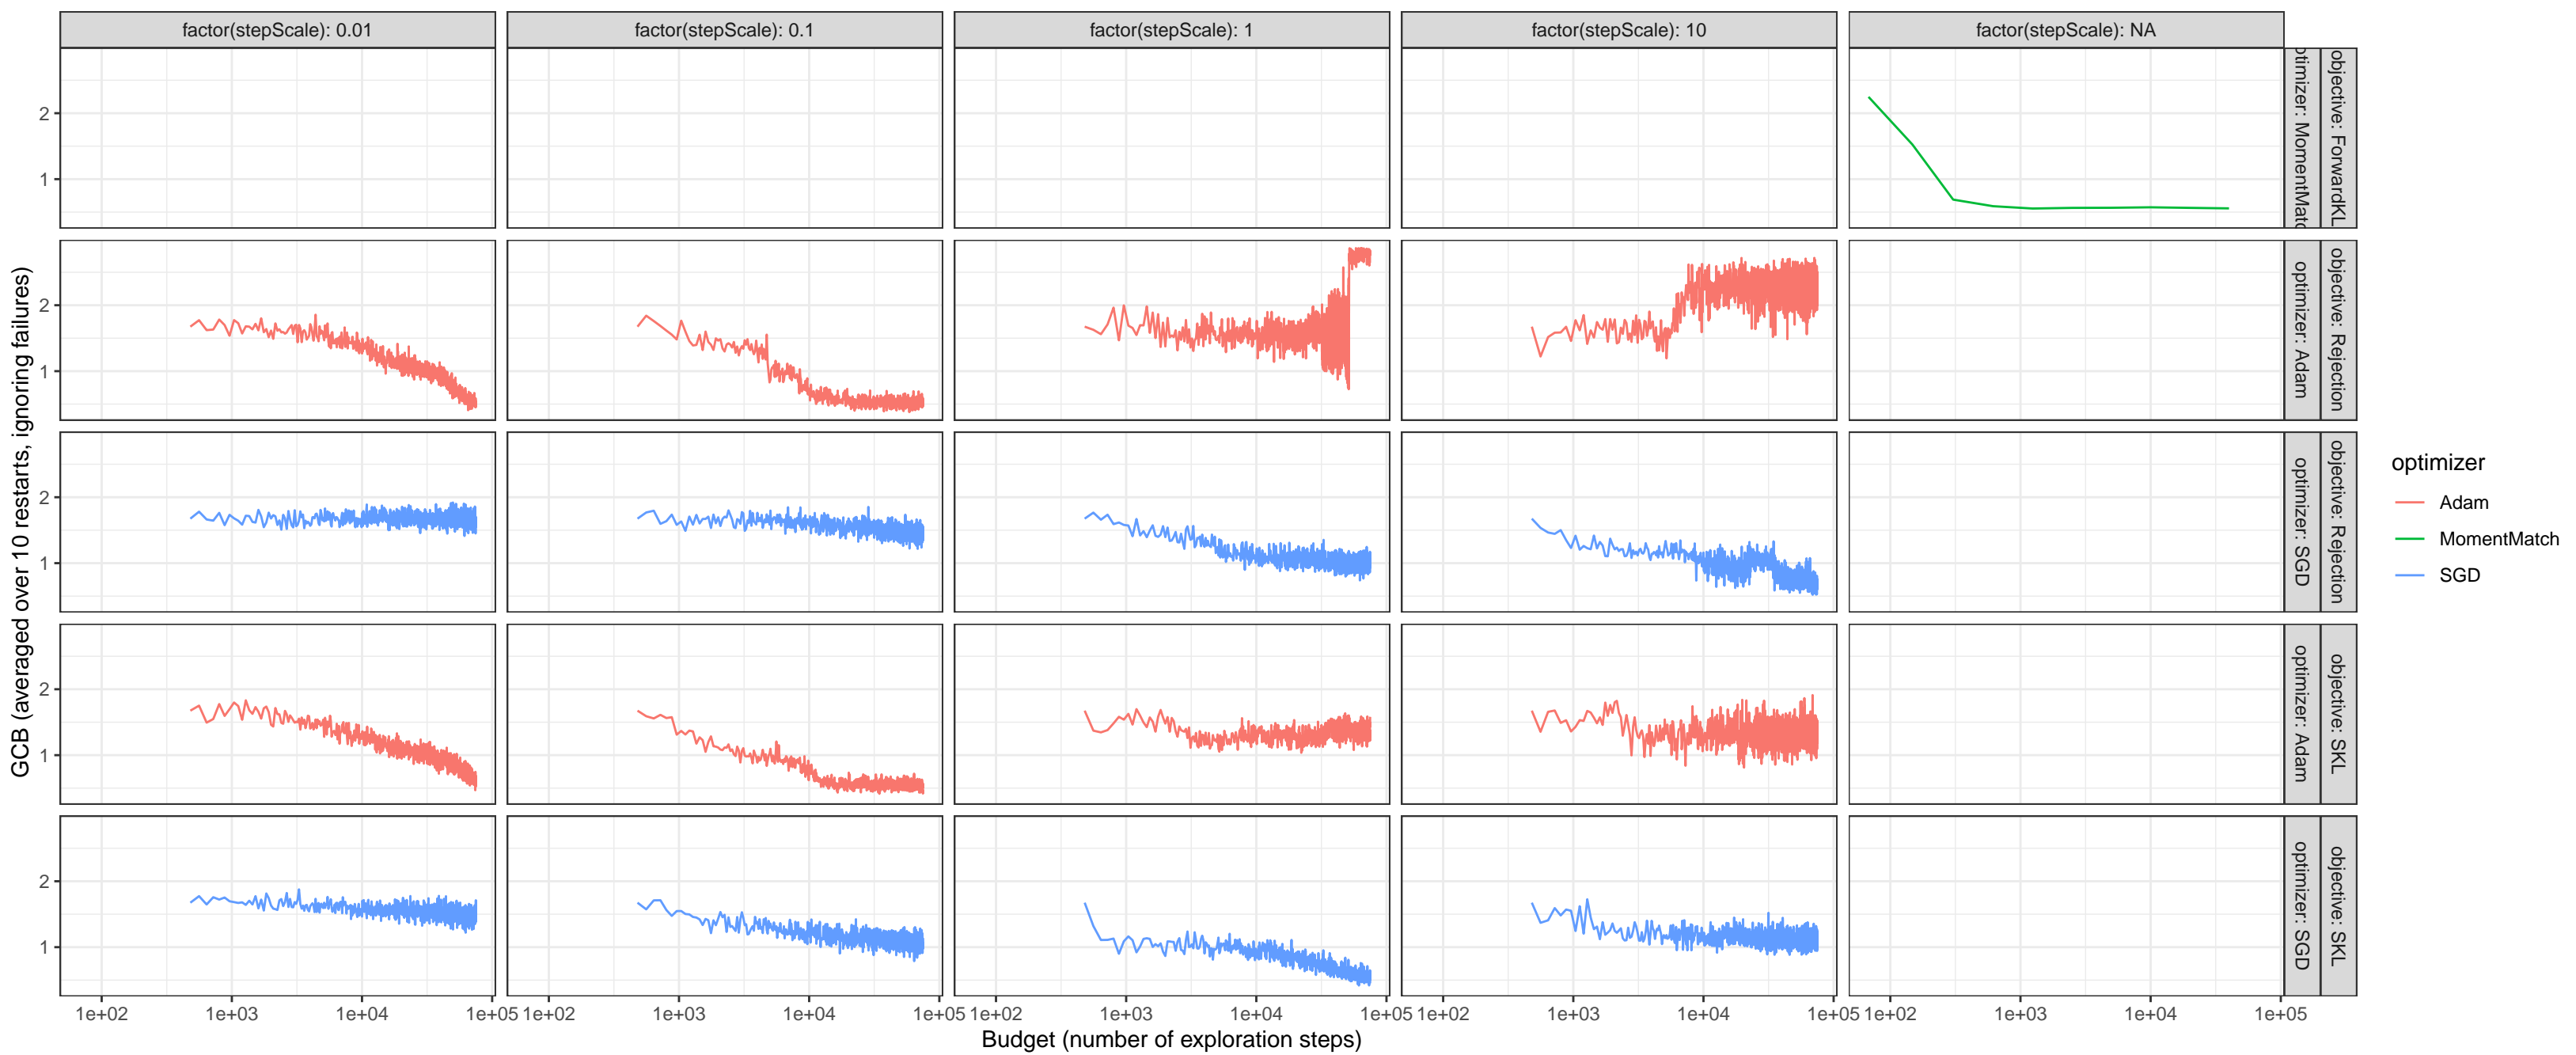 factor(stepScale): 0.01
factor(stepScale): 0.1
factor(stepScale): 1
factor(stepScale): 10
factor(stepScale): NA
2
1
optimizer: MomentMatc
objective: ForwardKL
2
1
optimizer: Adam
objective: Rejection
2
1
optimizer: SGD
objective: Rejection
2
1
optimizer: Adam
objective: SKL
2
1
optimizer: SGD
objective: SKL
GCB (averaged over 10 restarts, ignoring failures)
1e+02 1e+03 1e+04 1e+05
1e+02 1e+03 1e+04 1e+05
1e+02 1e+03 1e+04 1e+05
1e+02 1e+03 1e+04 1e+05
1e+02 1e+03 1e+04 1e+05
Budget (number of exploration steps)
optimizer
Adam
MomentMatch
SGD